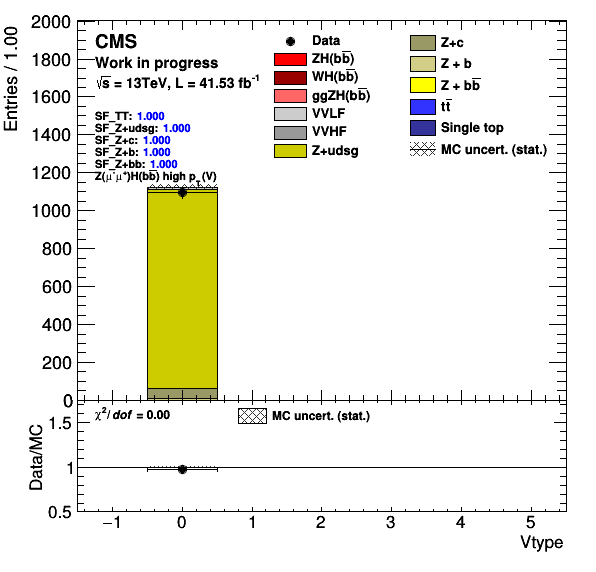 Entries / 1.00
2000
1800
1600
1400
1200
1000
800
600
400
200
0
CMS
Work in progress
√s = 13TeV, L = 41.53 fb⁻¹
SF_TT: 1.000
SF_Z+udsg: 1.000
SF_Z+c: 1.000
SF_Z+b: 1.000
SF_Z+bb: 1.000
Z(μ⁻μ⁺)H(bb̅) high p_T(V)
Data
ZH(bb̅)
WH(bb̅)
ggZH(bb̅)
VVLF
VVHF
Z+udsg
Z+c
Z + b
Z + bb̅
tt̅
Single top
MC uncert. (stat.)
Data/MC
1.5
1
0.5
χ²/dof = 0.00
MC uncert. (stat.)
−1 0 1 2 3 4 5
Vtype